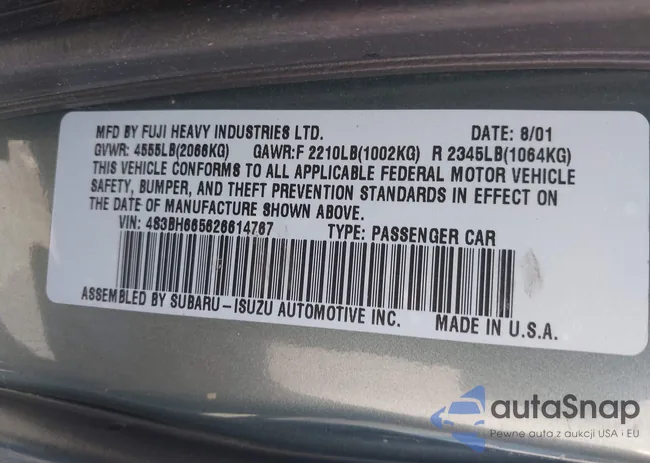 MFD BY FUJI HEAVY INDUSTRIES LTD. DATE: 8/01
GVWR: 4555LB(2066KG) GAWR:F 2210LB(1002KG) R 2345LB(1064KG)
THIS VEHICLE CONFORMS TO ALL APPLICABLE FEDERAL MOTOR VEHICLE
SAFETY, BUMPER, AND THEFT PREVENTION STANDARDS IN EFFECT ON
THE DATE OF MANUFACTURE SHOWN ABOVE.
VIN: 4S3BH665626614767 TYPE: PASSENGER CAR
ASSEMBLED BY SUBARU-ISUZU AUTOMOTIVE INC. MADE IN U.S.A.
autaSnap
Pewne auta z aukcji USA i EU